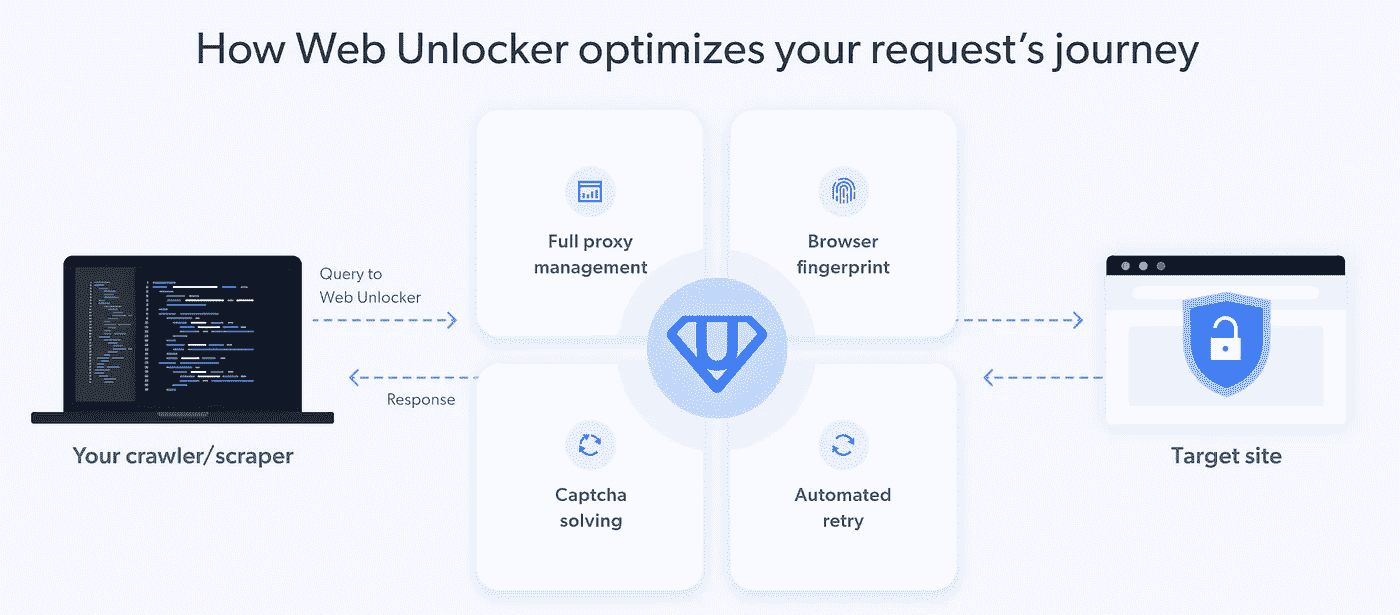 How Web Unlocker optimizes your request’s journey
Query to
Web Unlocker
Response
Your crawler/scraper
Full proxy
management
Browser
fingerprint
Captcha
solving
Automated
retry
U
Target site